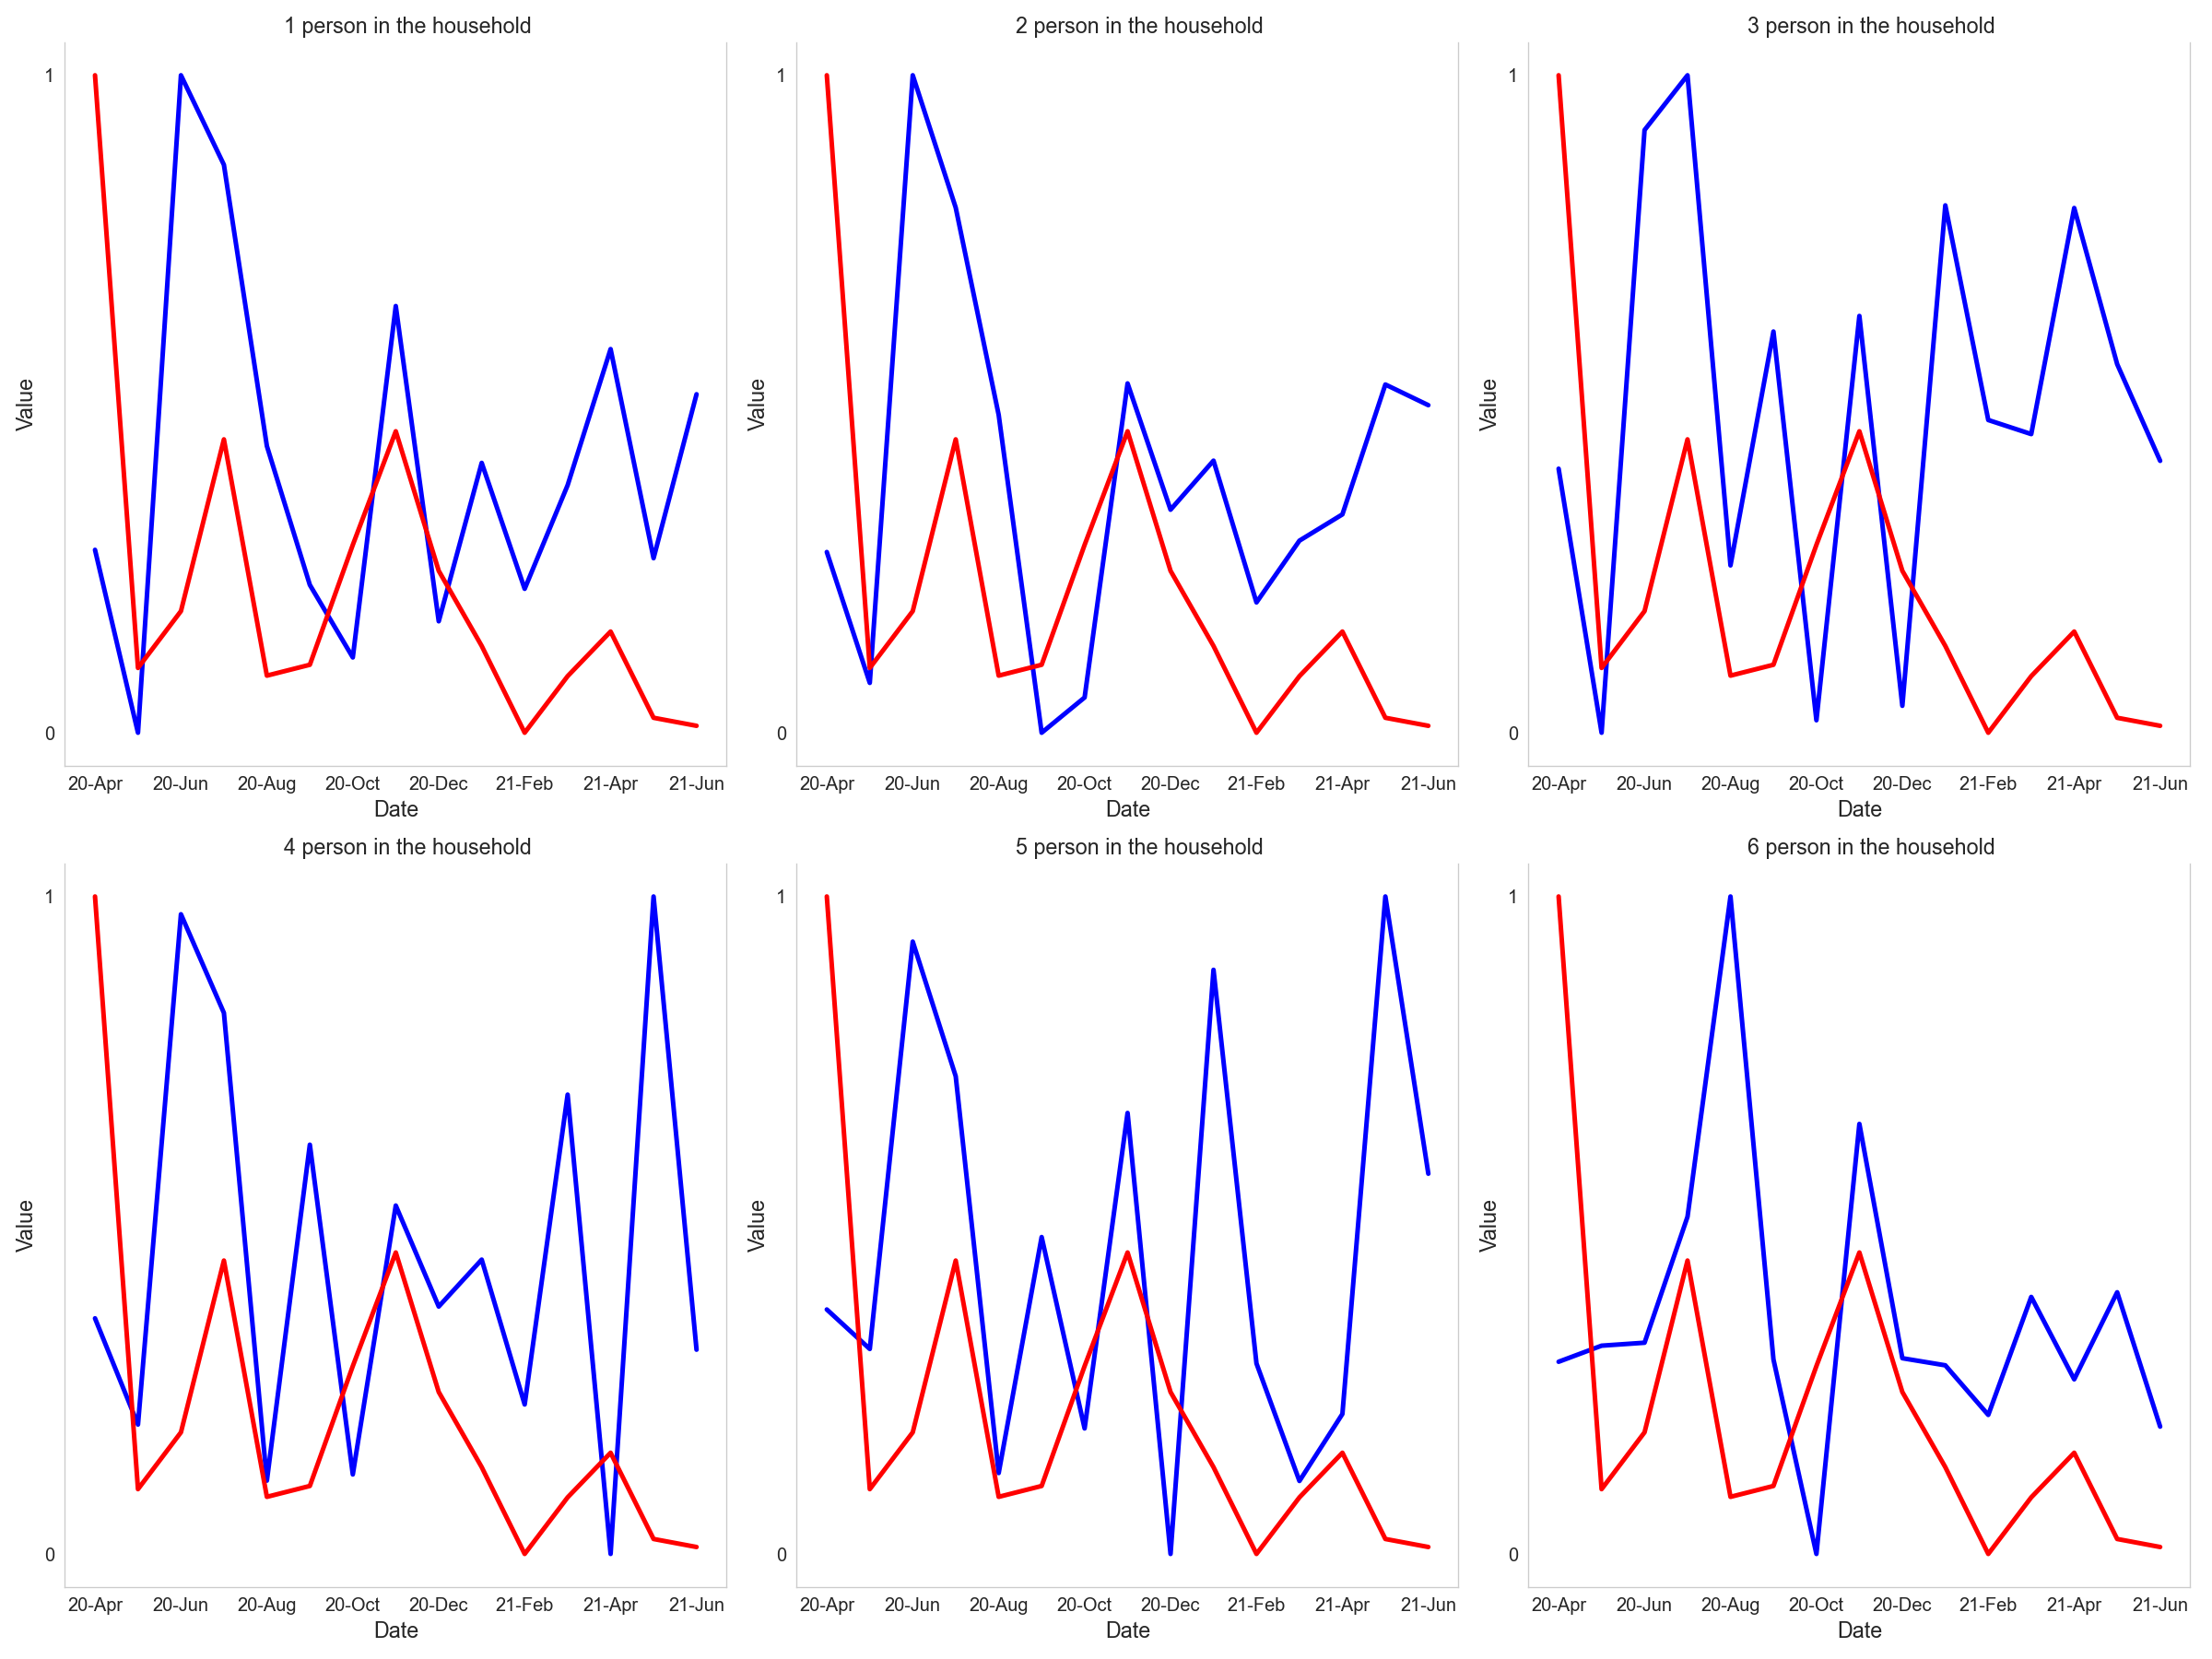 1 person in the household
2 person in the household
3 person in the household
1
1
1
Value
Value
Value
0
0
0
20-Apr 20-Jun 20-Aug 20-Oct 20-Dec 21-Feb 21-Apr 21-Jun
20-Apr 20-Jun 20-Aug 20-Oct 20-Dec 21-Feb 21-Apr 21-Jun
20-Apr 20-Jun 20-Aug 20-Oct 20-Dec 21-Feb 21-Apr 21-Jun
Date
Date
Date
4 person in the household
5 person in the household
6 person in the household
1
1
1
Value
Value
Value
0
0
0
20-Apr 20-Jun 20-Aug 20-Oct 20-Dec 21-Feb 21-Apr 21-Jun
20-Apr 20-Jun 20-Aug 20-Oct 20-Dec 21-Feb 21-Apr 21-Jun
20-Apr 20-Jun 20-Aug 20-Oct 20-Dec 21-Feb 21-Apr 21-Jun
Date
Date
Date